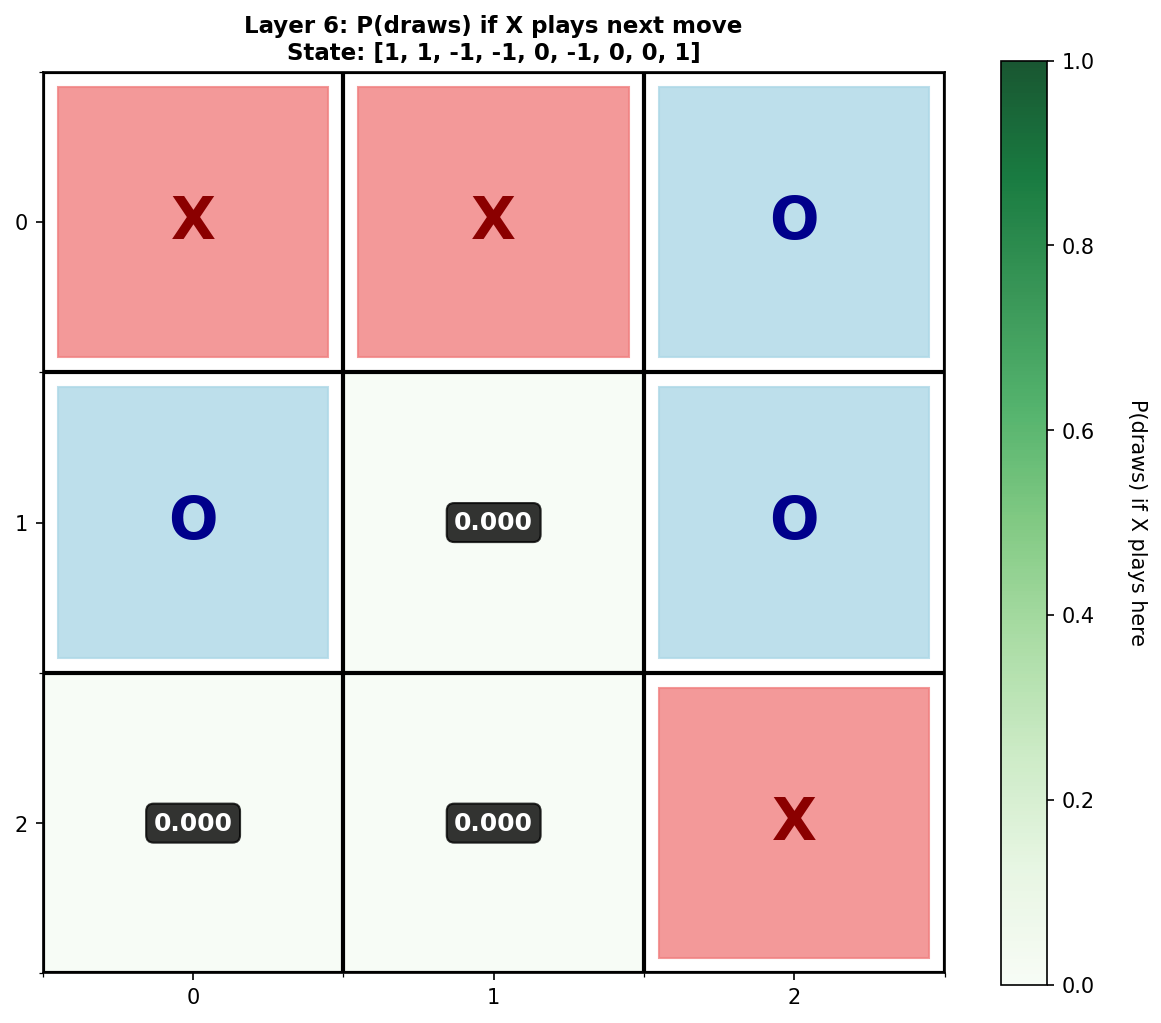 Layer 6: P(draws) if X plays next move
State: [1, 1, -1, -1, 0, -1, 0, 0, 1]
1.0
X X O
0
0.8
0.6
P(draws) if X plays here
O 0.000 O
1
0.4
0.2
0.000 0.000 X
2
0.0
0 1 2